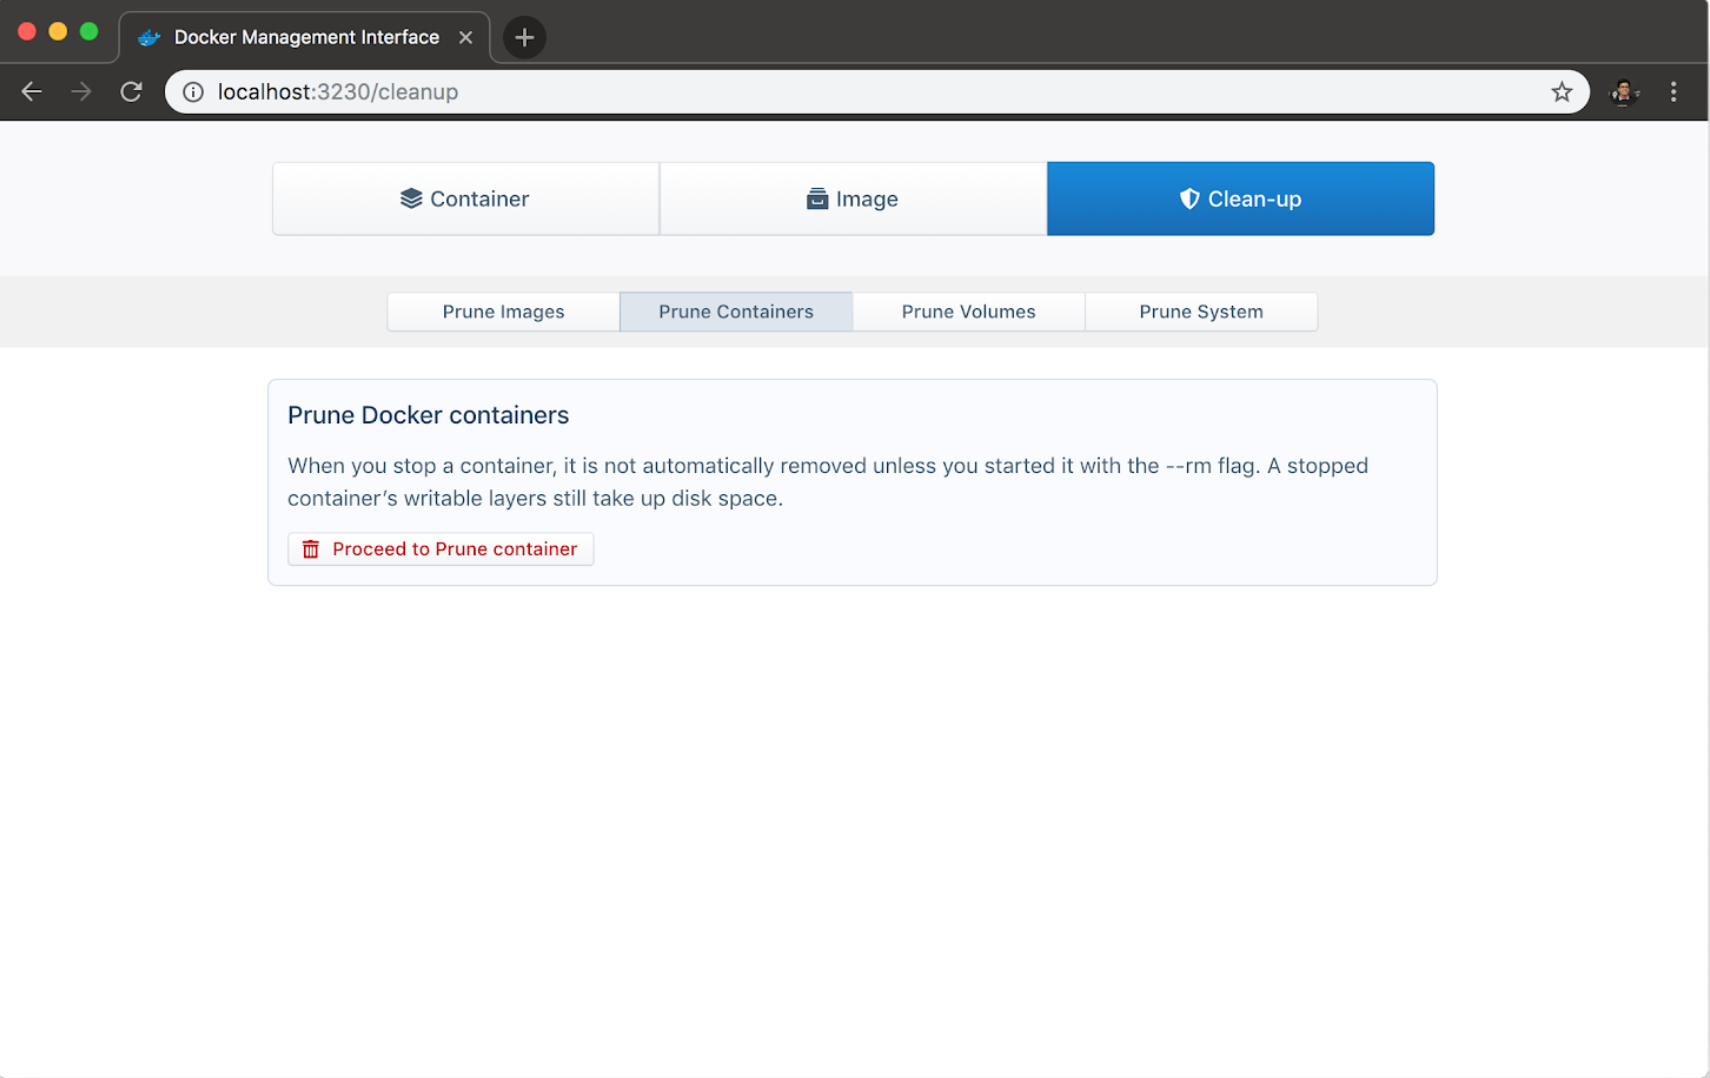 Docker Management Interface
localhost:3230/cleanup
Container
Image
Clean-up
Prune Images
Prune Containers
Prune Volumes
Prune System
Prune Docker containers
When you stop a container, it is not automatically removed unless you started it with the --rm flag. A stopped
container’s writable layers still take up disk space.
Proceed to Prune container